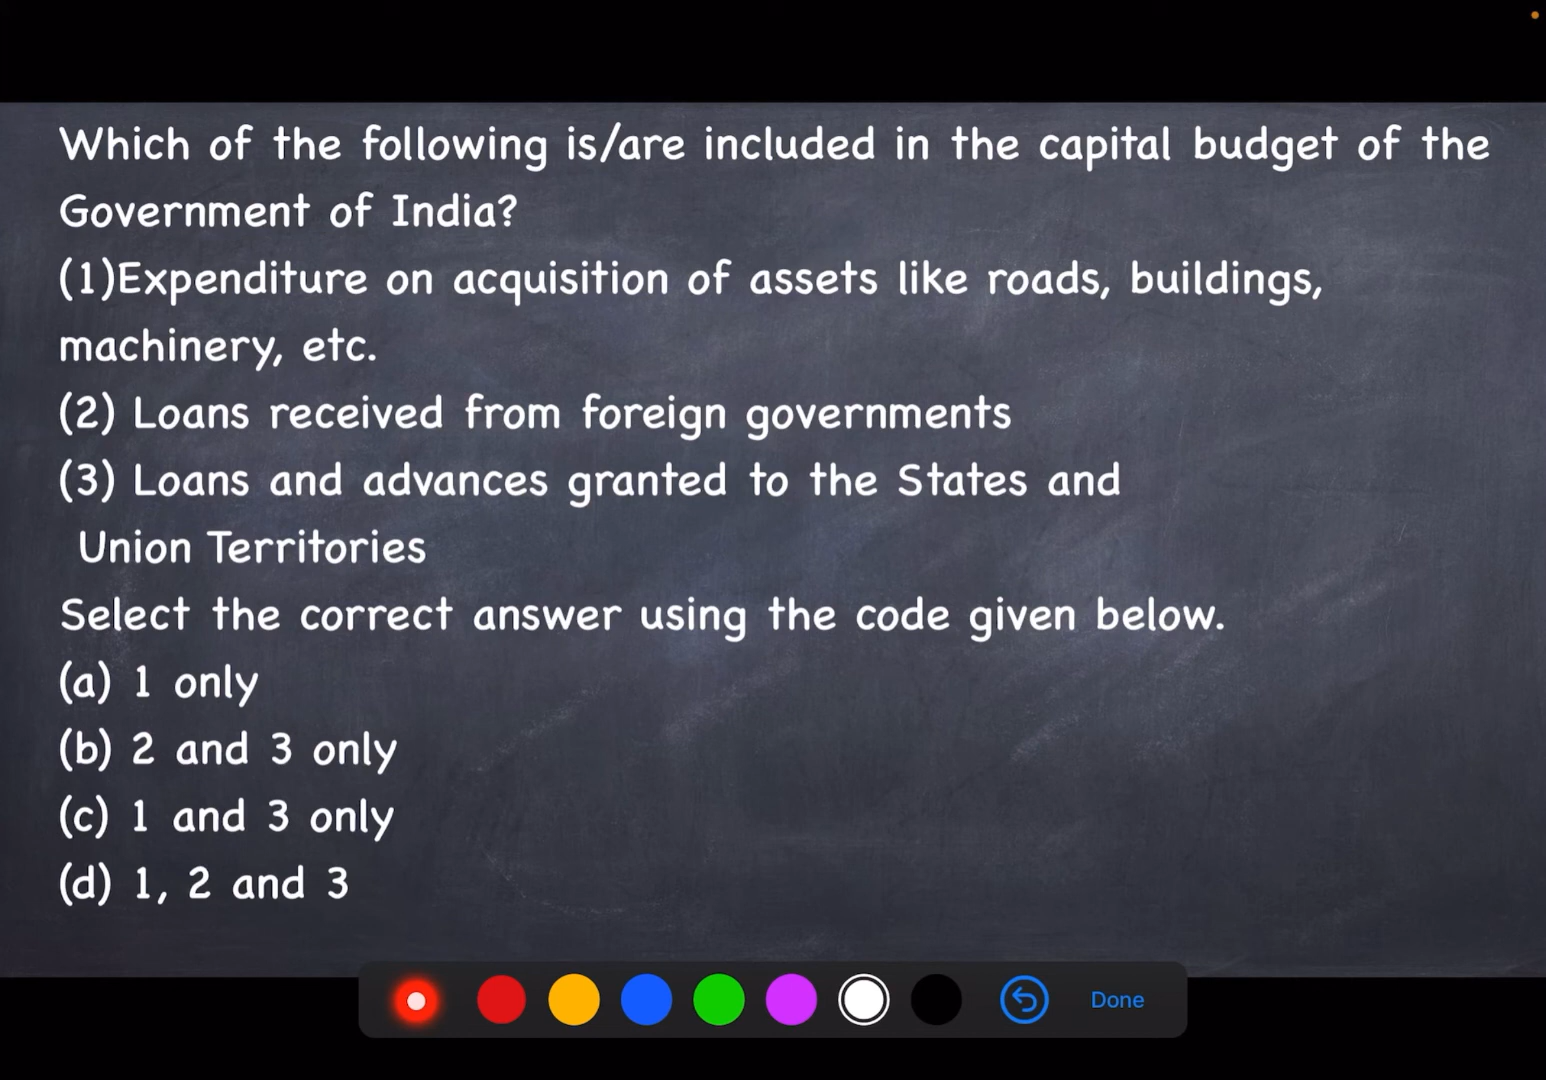 Which of the following is/are included in the capital budget of the
Government of India?
(1)Expenditure on acquisition of assets like roads, buildings,
machinery, etc.
(2) Loans received from foreign governments
(3) Loans and advances granted to the States and
Union Territories
Select the correct answer using the code given below.
(a) 1 only
(b) 2 and 3 only
(c) 1 and 3 only
(d) 1, 2 and 3
Done